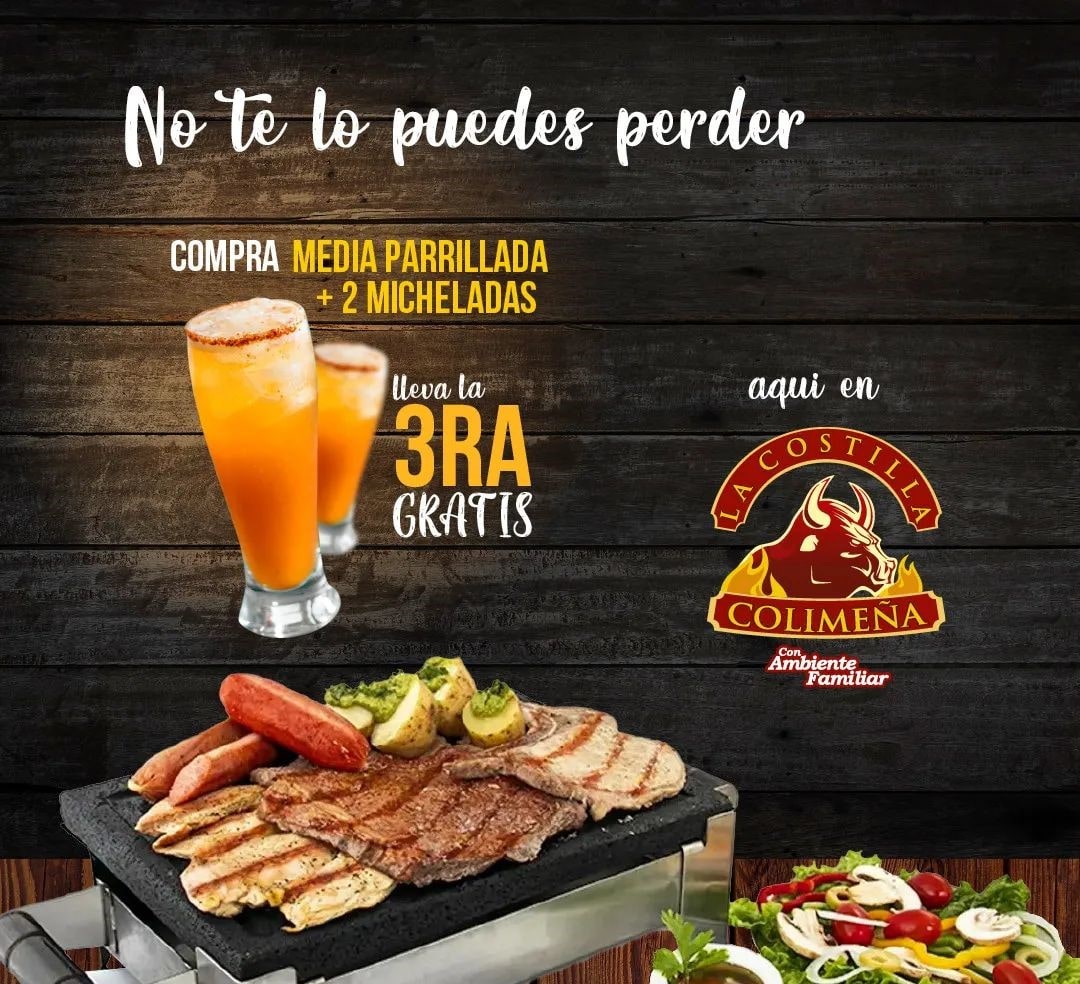 No te lo puedes perder
COMPRA MEDIA PARRILLADA
+ 2 MICHELADAS
lleva la
3RA
GRATIS
aqui en
LA COSTILLA
COLIMEÑA
Con
Ambiente
Familiar